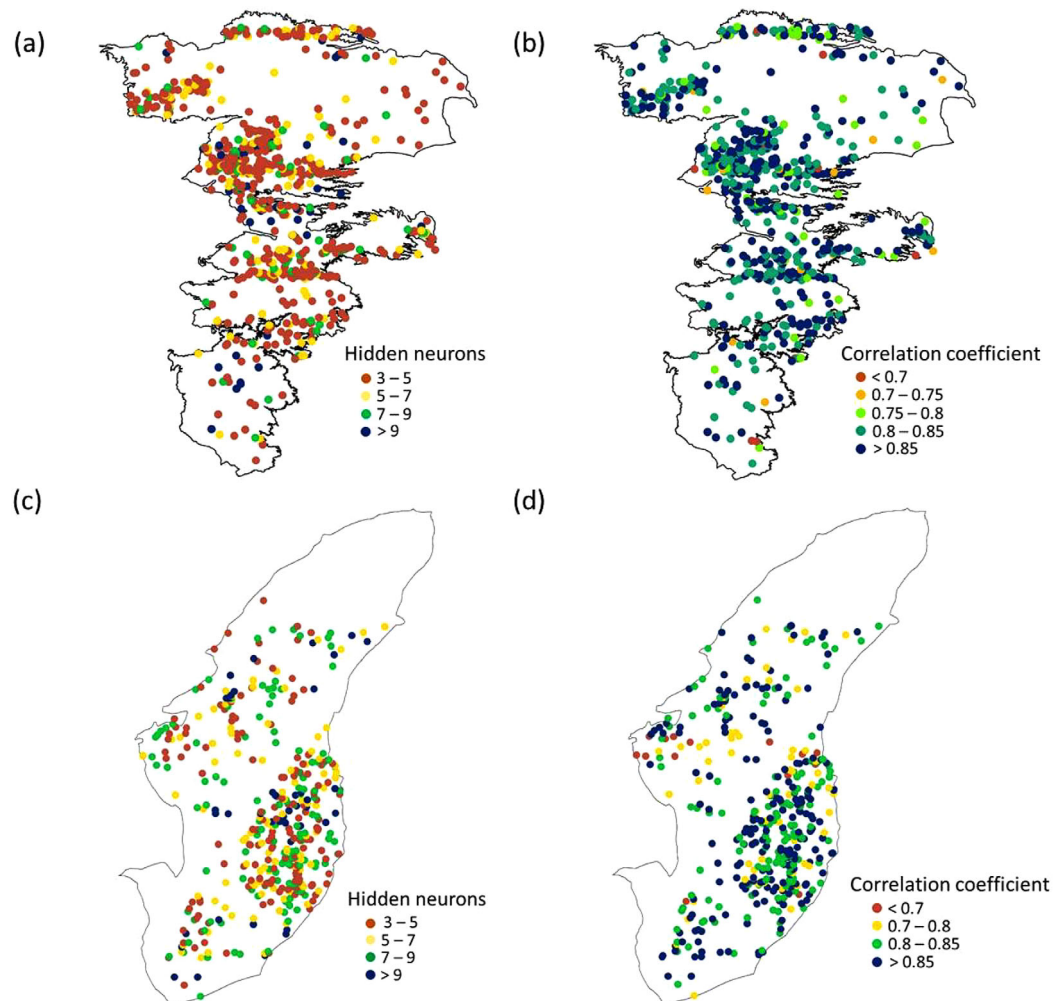 (a)
Hidden neurons
3 – 5
5 – 7
7 – 9
> 9
(b)
Correlation coefficient
< 0.7
0.7 – 0.75
0.75 – 0.8
0.8 – 0.85
> 0.85
(c)
Hidden neurons
3 – 5
5 – 7
7 – 9
> 9
(d)
Correlation coefficient
< 0.7
0.7 – 0.8
0.8 – 0.85
> 0.85